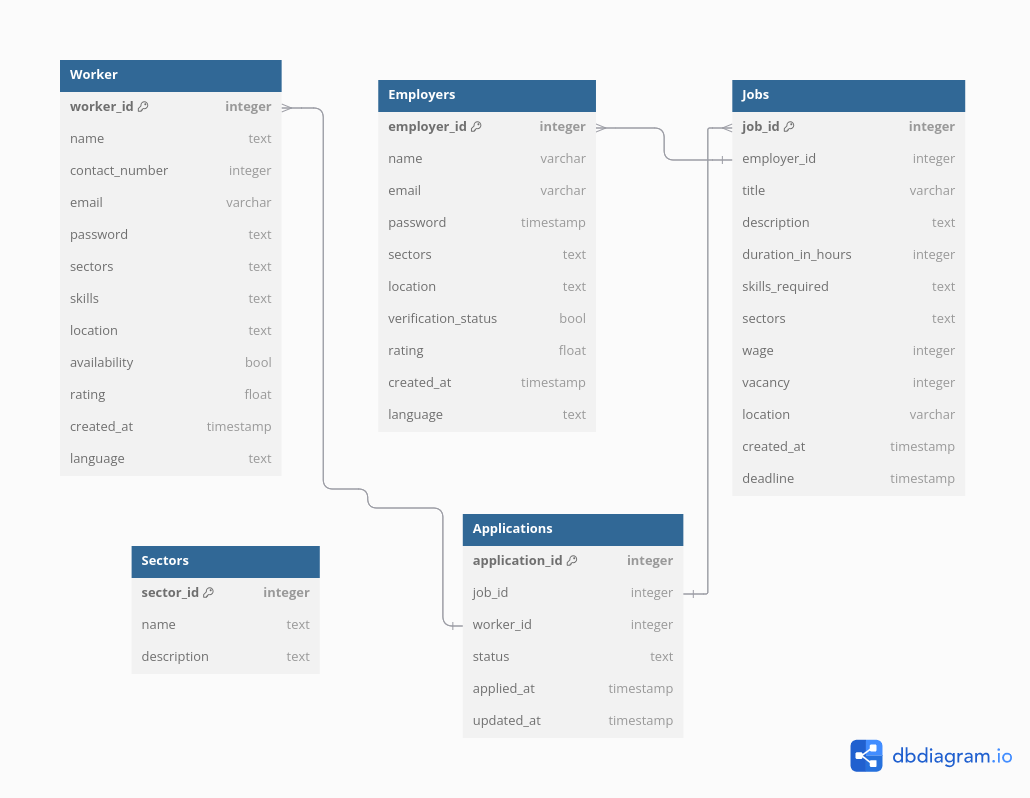 Worker
worker_id integer
name text
contact_number integer
email varchar
password text
sectors text
skills text
location text
availability bool
rating float
created_at timestamp
language text
Employers
employer_id integer
name varchar
email varchar
password timestamp
sectors text
location text
verification_status bool
rating float
created_at timestamp
language text
Jobs
job_id integer
employer_id integer
title varchar
description text
duration_in_hours integer
skills_required text
sectors text
wage integer
vacancy integer
location varchar
created_at timestamp
deadline timestamp
Sectors
sector_id integer
name text
description text
Applications
application_id integer
job_id integer
worker_id integer
status text
applied_at timestamp
updated_at timestamp
dbdiagram.io